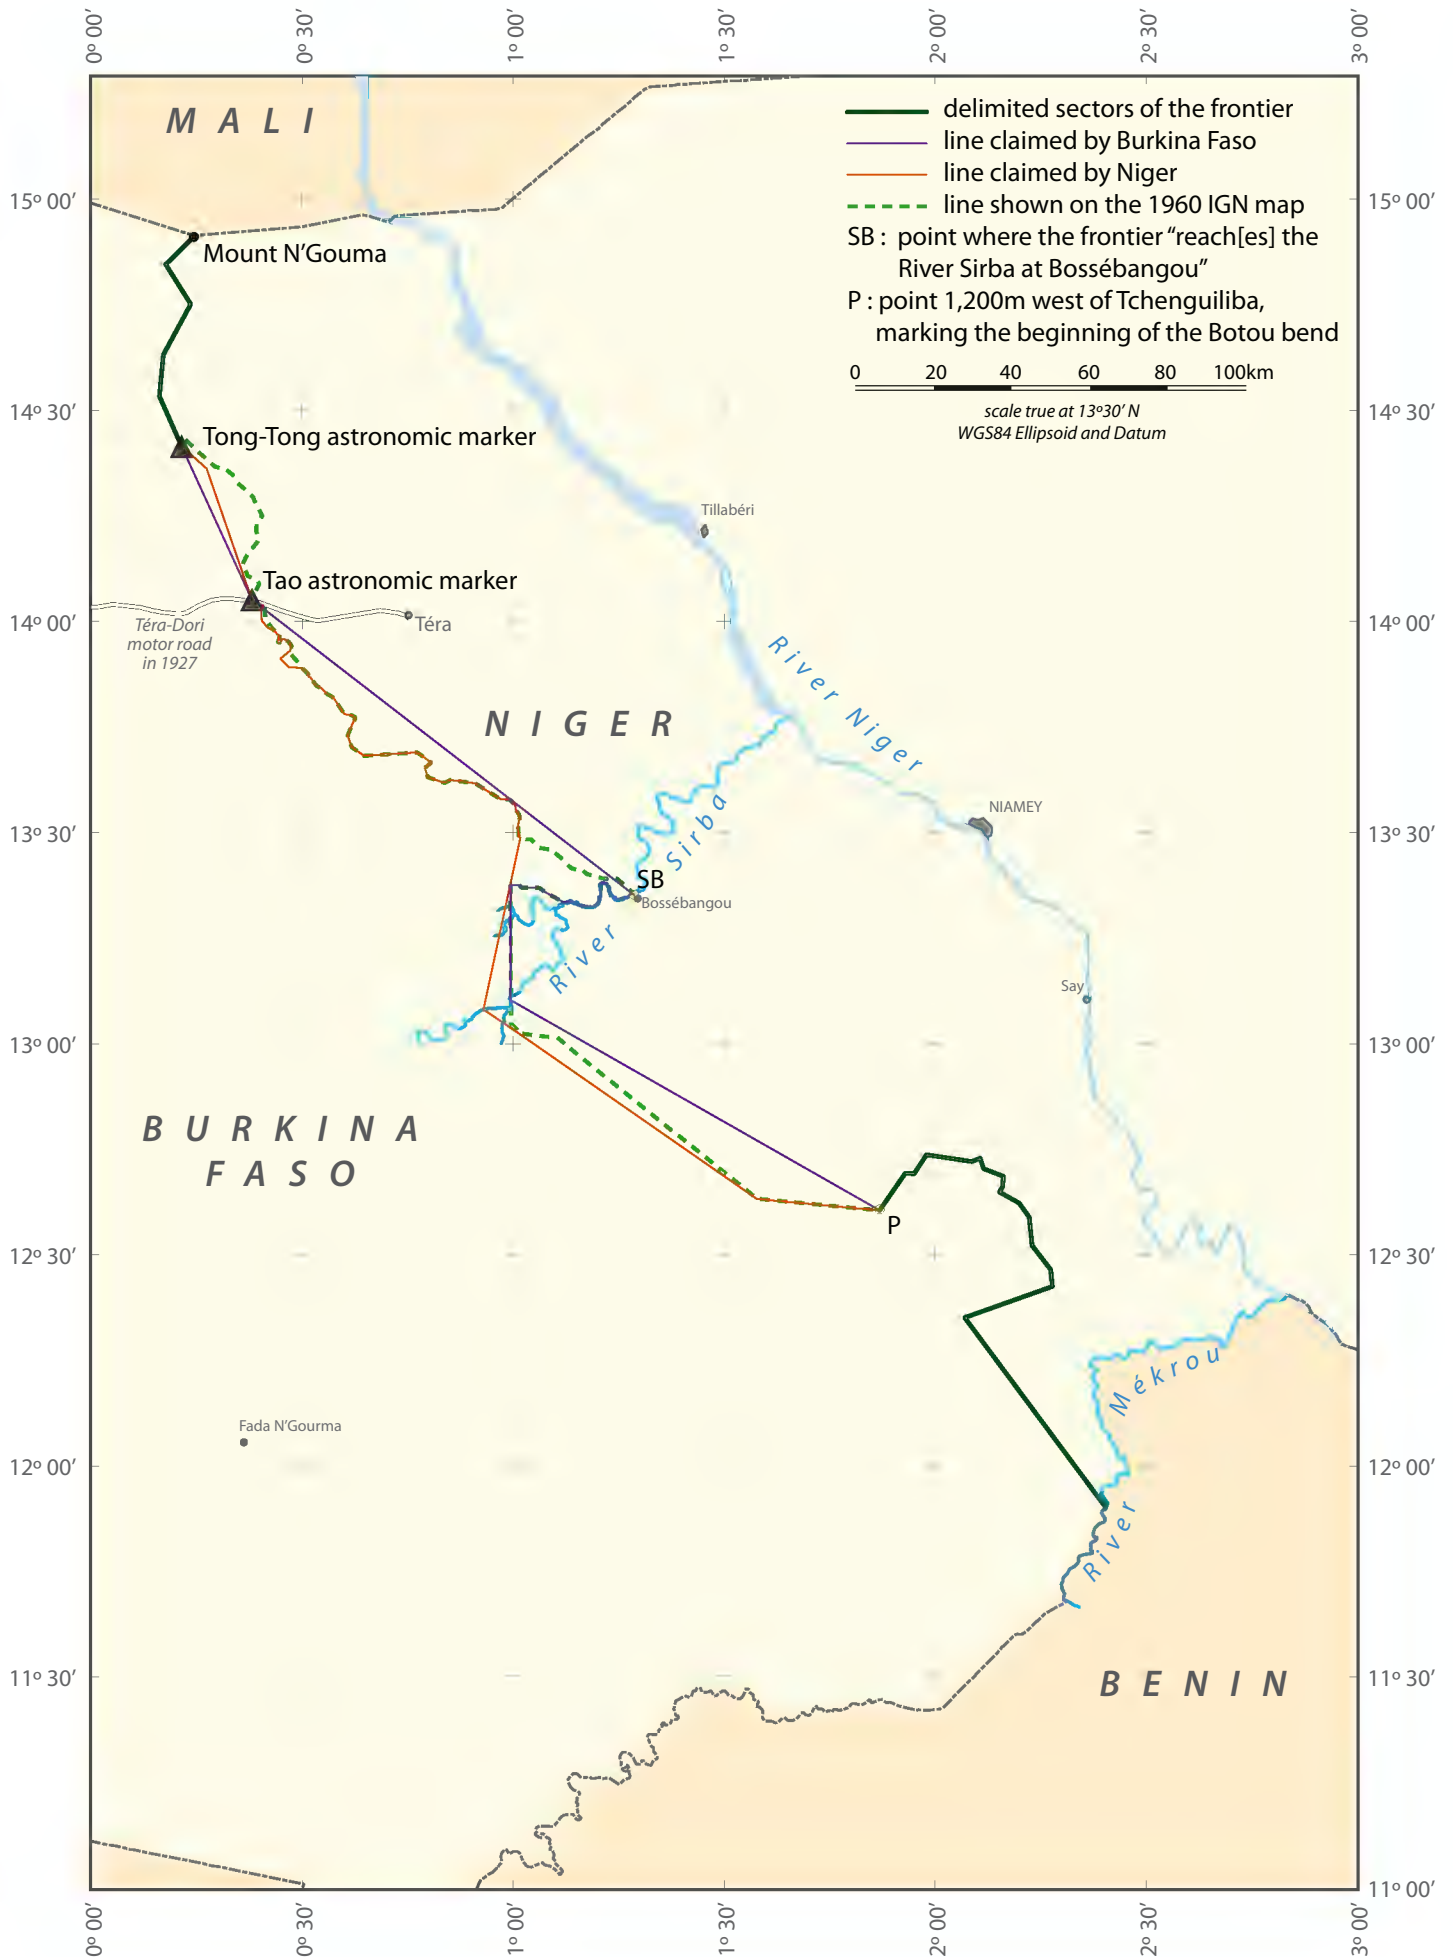 0° 00’
0° 30’
1° 00’
1° 30’
2° 00’
2° 30’
3° 00’
M A L I
delimited sectors of the frontier
line claimed by Burkina Faso
line claimed by Niger
line shown on the 1960 IGN map
SB : point where the frontier “reach[es] the
River Sirba at Bossébangou”
P : point 1,200m west of Tchenguiliba,
marking the beginning of the Botou bend
0 20 40 60 80 100km
scale true at 13º30’ N
WGS84 Ellipsoid and Datum
15° 00’
15° 00’
Mount N’Gouma
14° 30’
14° 30’
Tong-Tong astronomic marker
Tillabéri
Tao astronomic marker
14° 00’
14° 00’
Téra-Dori
motor road
in 1927
Téra
River Niger
N I G E R
River Sirba
NIAMEY
13° 30’
13° 30’
SB
Bossébangou
Say
13° 00’
13° 00’
B U R K I N A
F A S O
P
12° 30’
12° 30’
River Mékrou
Fada N’Gourma
12° 00’
12° 00’
11° 30’
11° 30’
B E N I N
11° 00’
0° 00’
0° 30’
1° 00’
1° 30’
2° 00’
2° 30’
3° 00’